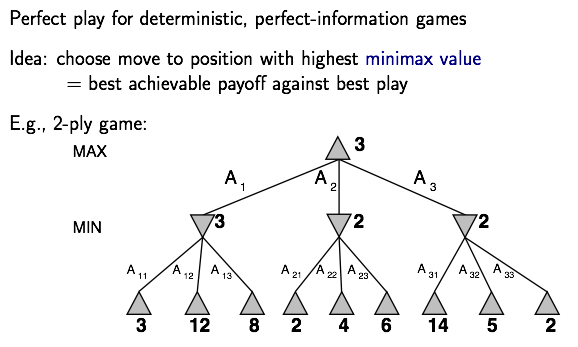 Perfect play for deterministic, perfect-information games
Idea: choose move to position with highest minimax value
= best achievable payoff against best play
E.g., 2-ply game:
MAX 3
A1 A2 A3
MIN 3 2 2
A11 A12 A13 A21 A22 A23 A31 A32 A33
3 12 8 2 4 6 14 5 2